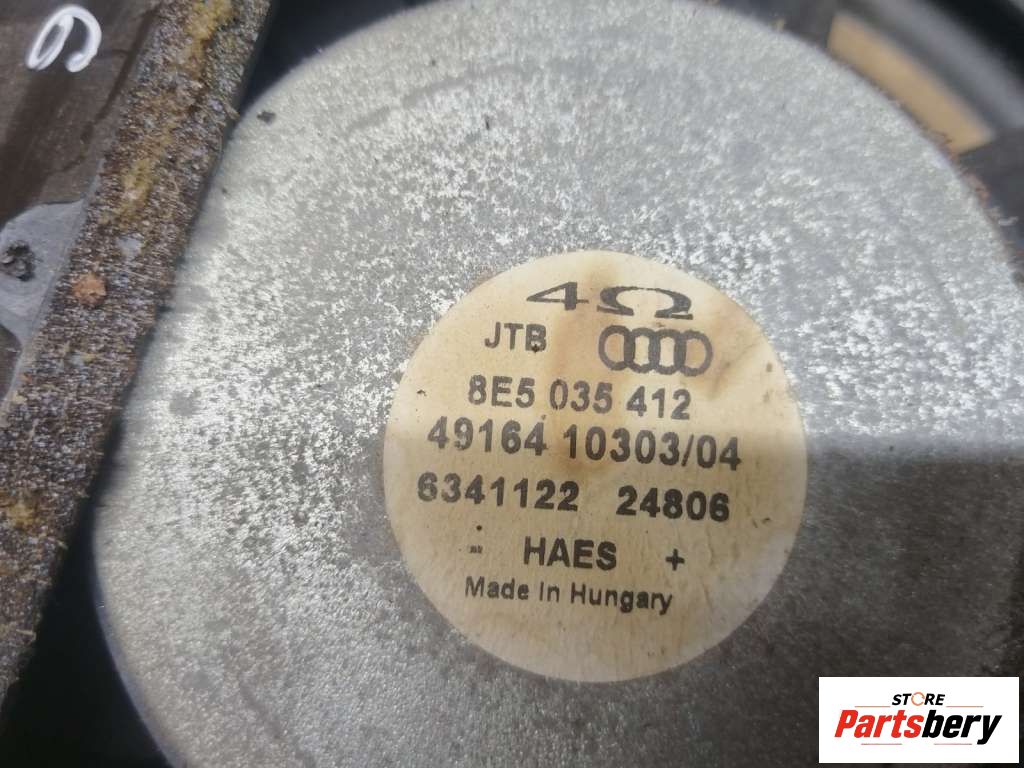 4Ω
JTB
8E5 035 412
49164 10303/04
6341122 24806
- HAES +
Made in Hungary
STORE
Partsbery